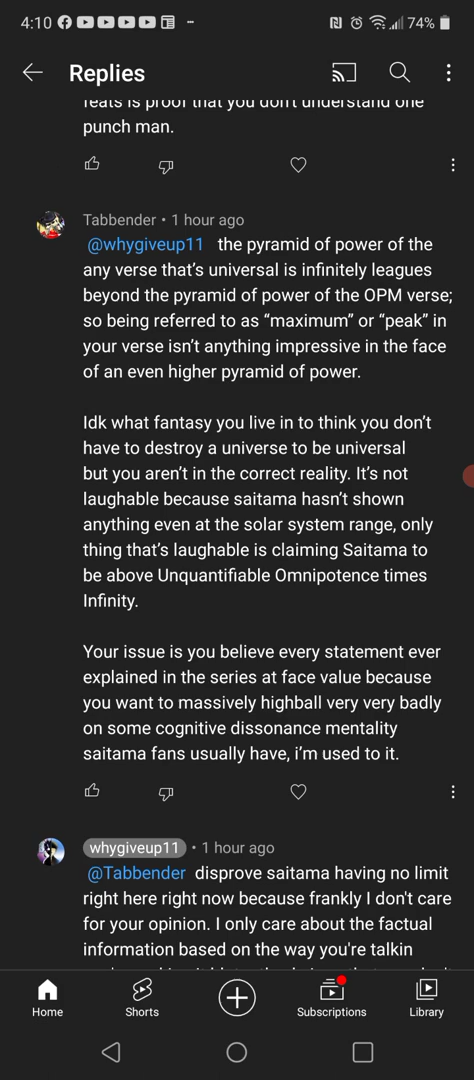 4:10
74%
Replies
feats is proof that you don't understand one
punch man.
Tabbender • 1 hour ago
@whygiveup11 the pyramid of power of the
any verse that's universal is infinitely leagues
beyond the pyramid of power of the OPM verse;
so being referred to as “maximum” or “peak” in
your verse isn't anything impressive in the face
of an even higher pyramid of power.
Idk what fantasy you live in to think you don't
have to destroy a universe to be universal
but you aren't in the correct reality. It's not
laughable because saitama hasn't shown
anything even at the solar system range, only
thing that's laughable is claiming Saitama to
be above Unquantifiable Omnipotence times
Infinity.
Your issue is you believe every statement ever
explained in the series at face value because
you want to massively highball very very badly
on some cognitive dissonance mentality
saitama fans usually have, i'm used to it.
whygiveup11 • 1 hour ago
@Tabbender disprove saitama having no limit
right here right now because frankly I don't care
for your opinion. I only care about the factual
information based on the way you're talkin
Home
Shorts
Subscriptions
Library